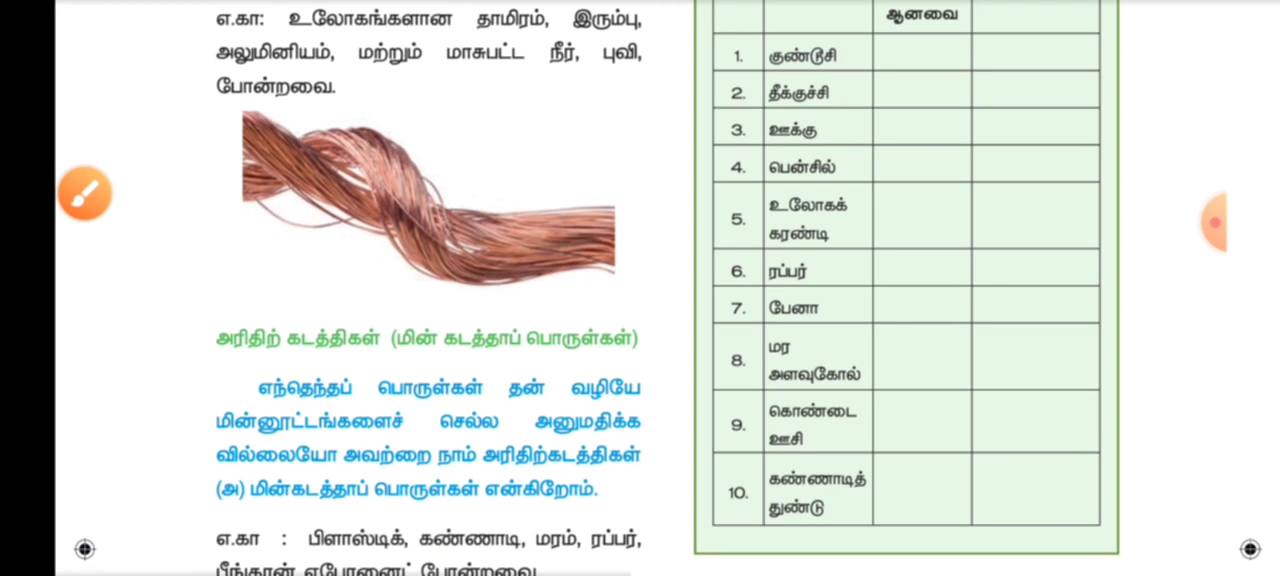 எ.கா: உலோகங்களான தாமிரம், இரும்பு,
அலுமினியம், மற்றும் மாசுபட்ட நீர், புவி,
போன்றவை.
அரிதிற் கடத்திகள் (மின் கடத்தாப் பொருள்கள்)
எந்தெந்தப் பொருள்கள் தன் வழியே
மின்னூட்டங்களைச் செல்ல அனுமதிக்க
வில்லையோ அவற்றை நாம் அரிதிற்கடத்திகள்
(அ) மின்கடத்தாப் பொருள்கள் என்கிறோம்.
எ.கா : பிளாஸ்டிக், கண்ணாடி, மரம், ரப்பர்,
பீங்கான், எபோனைட் போன்றவை
ஆனவை
1. குண்டூசி
2. தீக்குச்சி
3. ஊக்கு
4. பென்சில்
5. உலோகக்
கரண்டி
6. ரப்பர்
7. பேனா
8. மர
அளவுகோல்
9. கொண்டை
ஊசி
10. கண்ணாடித்
துண்டு